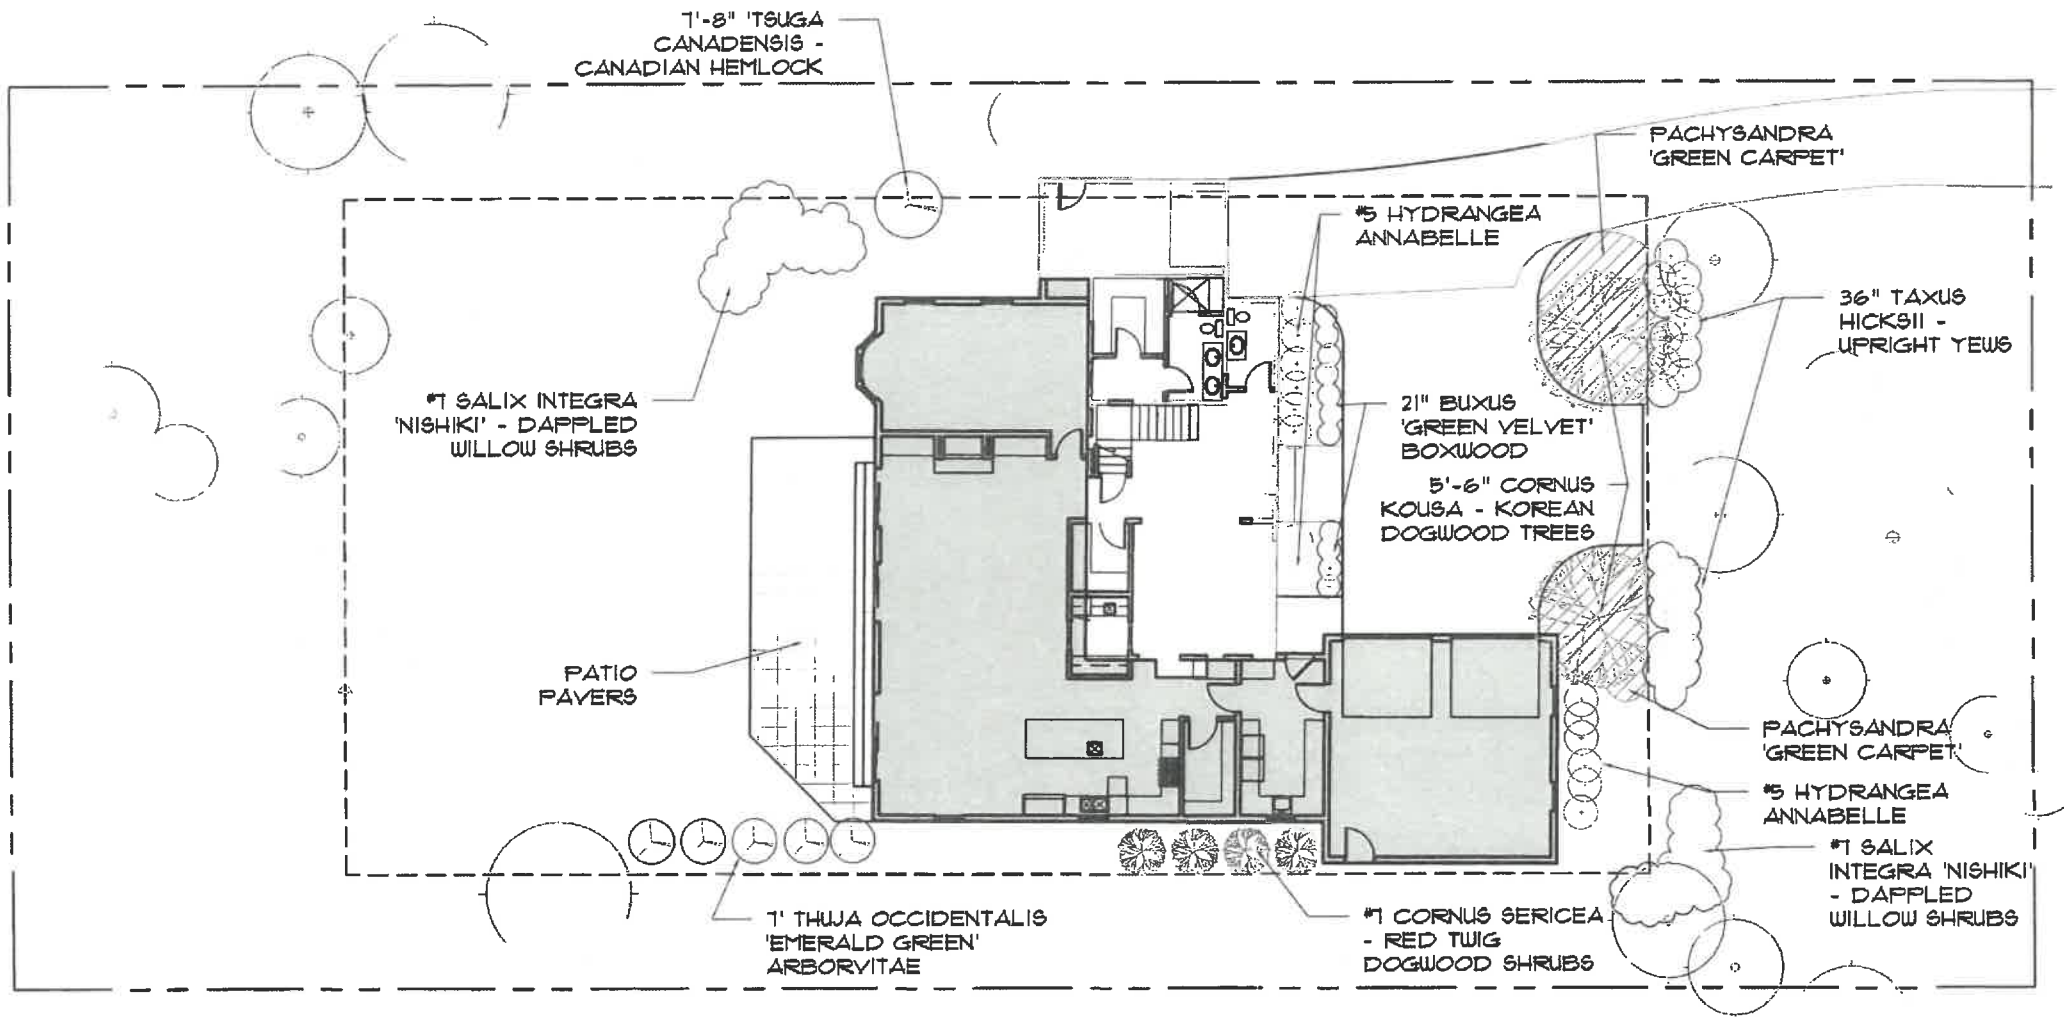 7'-8" 'TSUGA
CANADENSIS -
CANADIAN HEMLOCK
PACHYSANDRA
'GREEN CARPET'
#5 HYDRANGEA
ANNABELLE
36" TAXUS
HICKSII -
UPRIGHT YEWS
#7 SALIX INTEGRA
'NISHIKI' - DAPPLED
WILLOW SHRUBS
21" BUXUS
'GREEN VELVET'
BOXWOOD
5'-6" CORNUS
KOUSA - KOREAN
DOGWOOD TREES
PATIO
PAVERS
PACHYSANDRA
'GREEN CARPET'
#5 HYDRANGEA
ANNABELLE
#7 SALIX
INTEGRA 'NISHIKI'
- DAPPLED
WILLOW SHRUBS
7' THUJA OCCIDENTALIS
'EMERALD GREEN'
ARBORVITAE
#7 CORNUS SERICEA
- RED TWIG
DOGWOOD SHRUBS